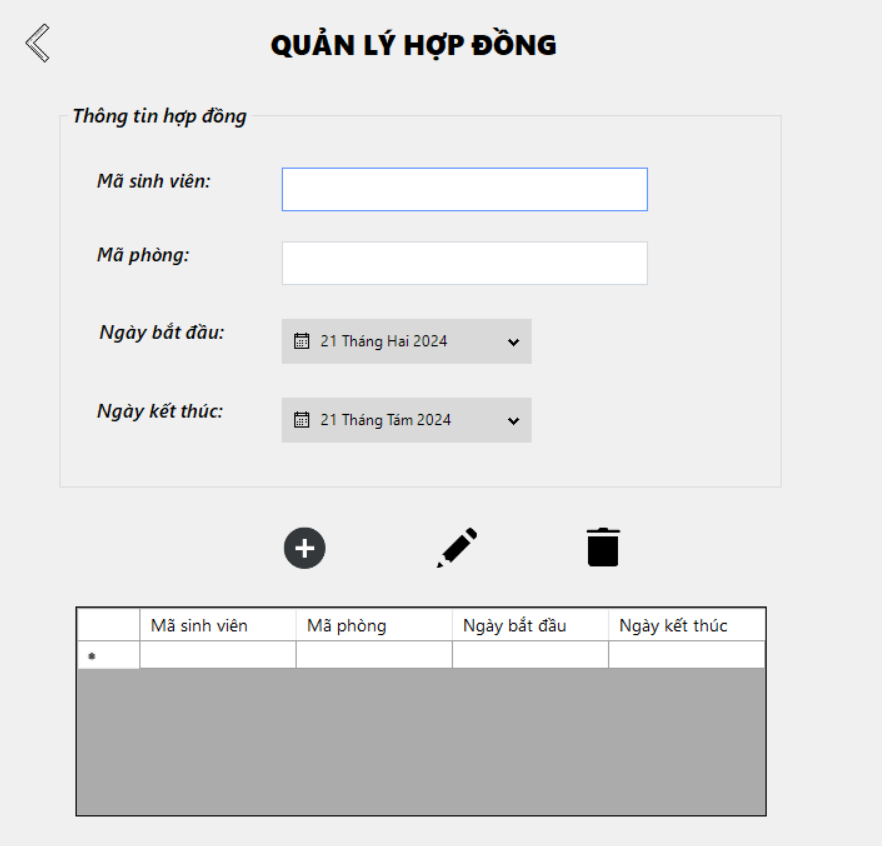 QUẢN LÝ HỢP ĐỒNG
Thông tin hợp đồng
Mã sinh viên:
Mã phòng:
Ngày bắt đầu:
21 Tháng Hai 2024
Ngày kết thúc:
21 Tháng Tám 2024
Mã sinh viên Mã phòng Ngày bắt đầu Ngày kết thúc